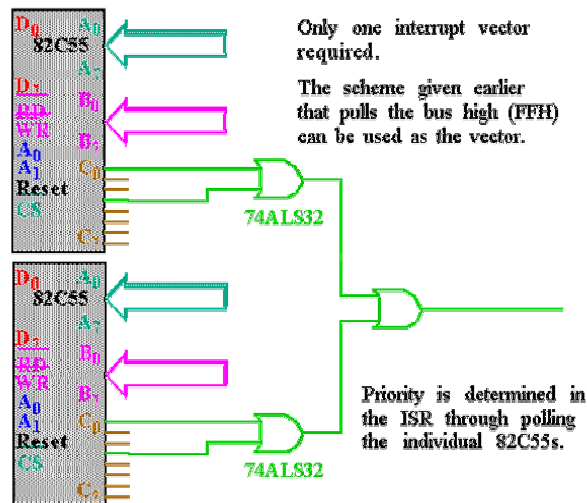 D0 A0
82C55
A7
D7 B0
RD
WR B7
A0
A1 C0
Reset
CS
C7
Only one interrupt vector
required.
The scheme given earlier
that pulls the bus high (FFH)
can be used as the vector.
74ALS32
D0 A0
82C55
A7
D7 B0
RD
WR B7
A0
A1 C0
Reset
CS
C7
74ALS32
Priority is determined in
the ISR through polling
the individual 82C55s.